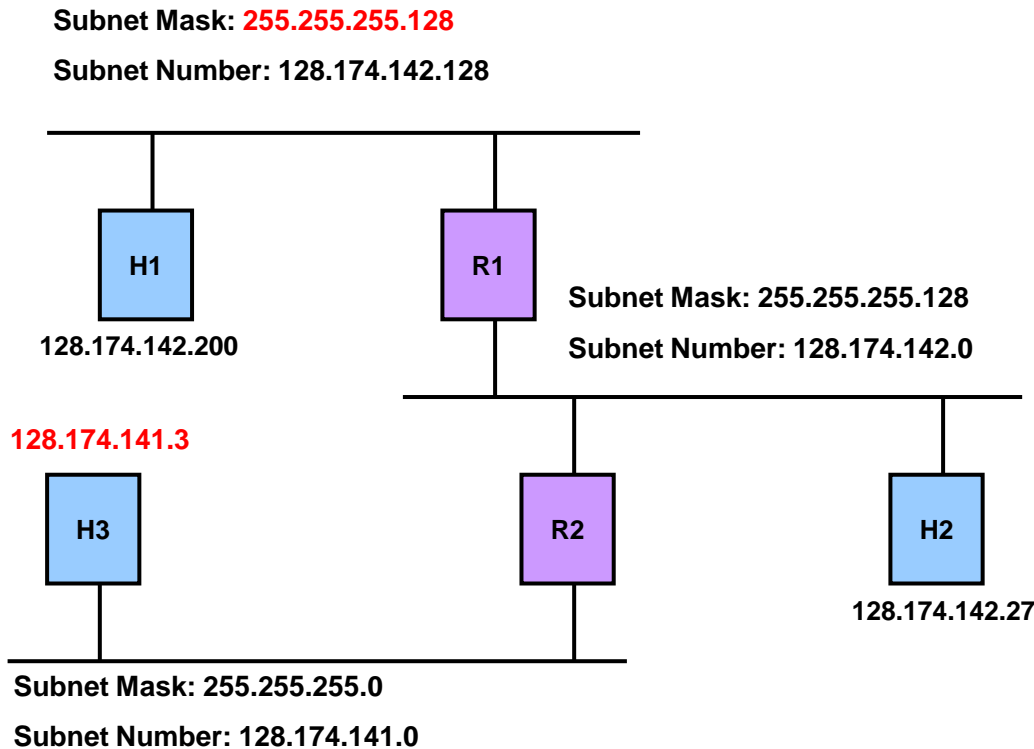 Subnet Mask: 255.255.255.128
Subnet Number: 128.174.142.128
H1
R1
128.174.142.200
Subnet Mask: 255.255.255.128
Subnet Number: 128.174.142.0
128.174.141.3
H3
R2
H2
128.174.142.27
Subnet Mask: 255.255.255.0
Subnet Number: 128.174.141.0